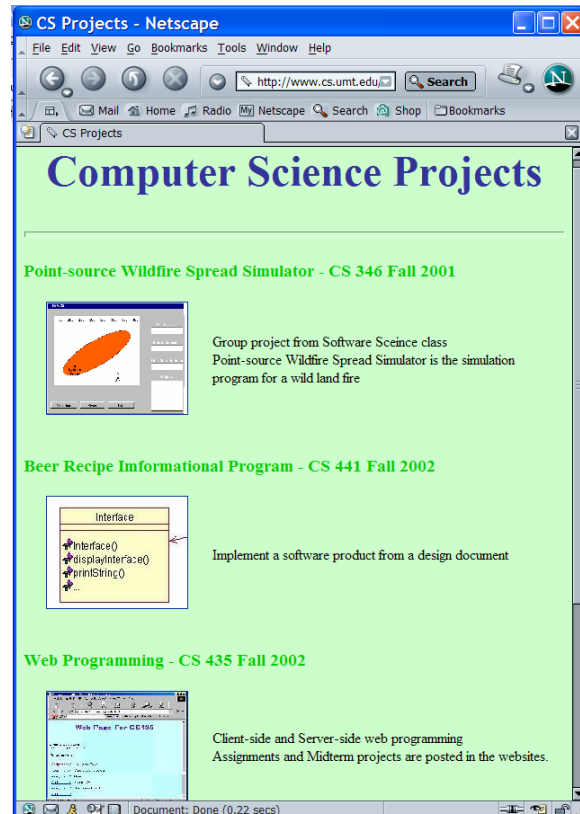 CS Projects - Netscape
File Edit View Go Bookmarks Tools Window Help
http://www.cs.umt.edu Search
Mail Home Radio My Netscape Search Shop Bookmarks
CS Projects
Computer Science Projects
Point-source Wildfire Spread Simulator - CS 346 Fall 2001
Group project from Software Sceince class
Point-source Wildfire Spread Simulator is the simulation
program for a wild land fire
Beer Recipe Imformational Program - CS 441 Fall 2002
Interface
Interface()
displayInterface()
printString()
...
Implement a software product from a design document
Web Programming - CS 435 Fall 2002
Web Page For CS435
Client-side and Server-side web programming
Assignments and Midterm projects are posted in the websites.
Document: Done (0.22 secs)